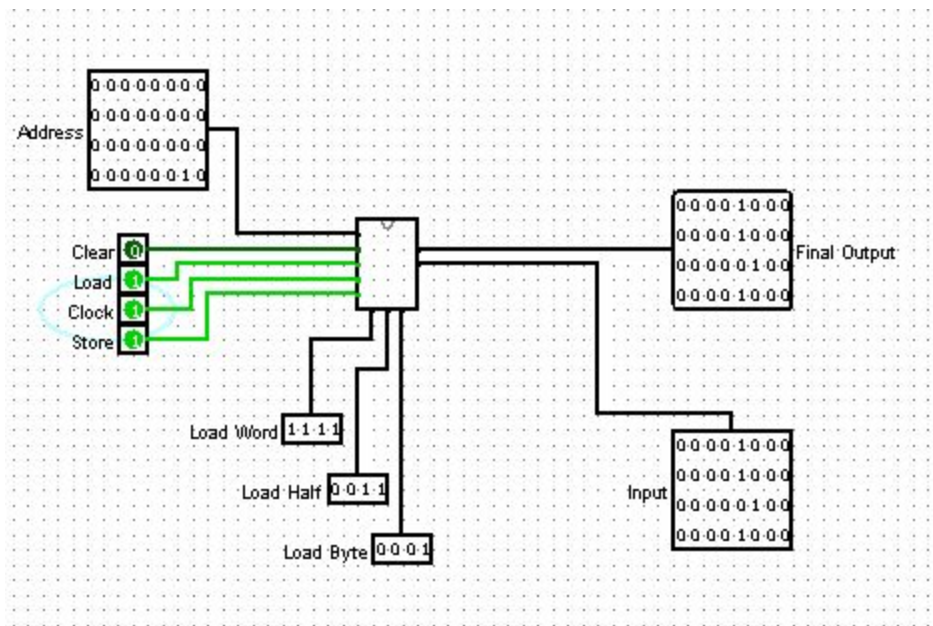 0 0 0 0 0 0 0 0
0 0 0 0 0 0 0 0
Address
0 0 0 0 0 0 0 0
0 0 0 0 0 0 1 0
0 0 0 0 1 0 0 0
0 0 0 0 1 0 0 0
Final Output
0 0 0 0 0 1 0 0
0 0 0 0 1 0 0 0
Clear 0
Load 1
Clock 1
Store 1
Load Word 1 1 1 1
Load Half 0 0 1 1
Load Byte 0 0 0 1
0 0 0 0 1 0 0 0
0 0 0 0 1 0 0 0
Input
0 0 0 0 0 1 0 0
0 0 0 0 1 0 0 0